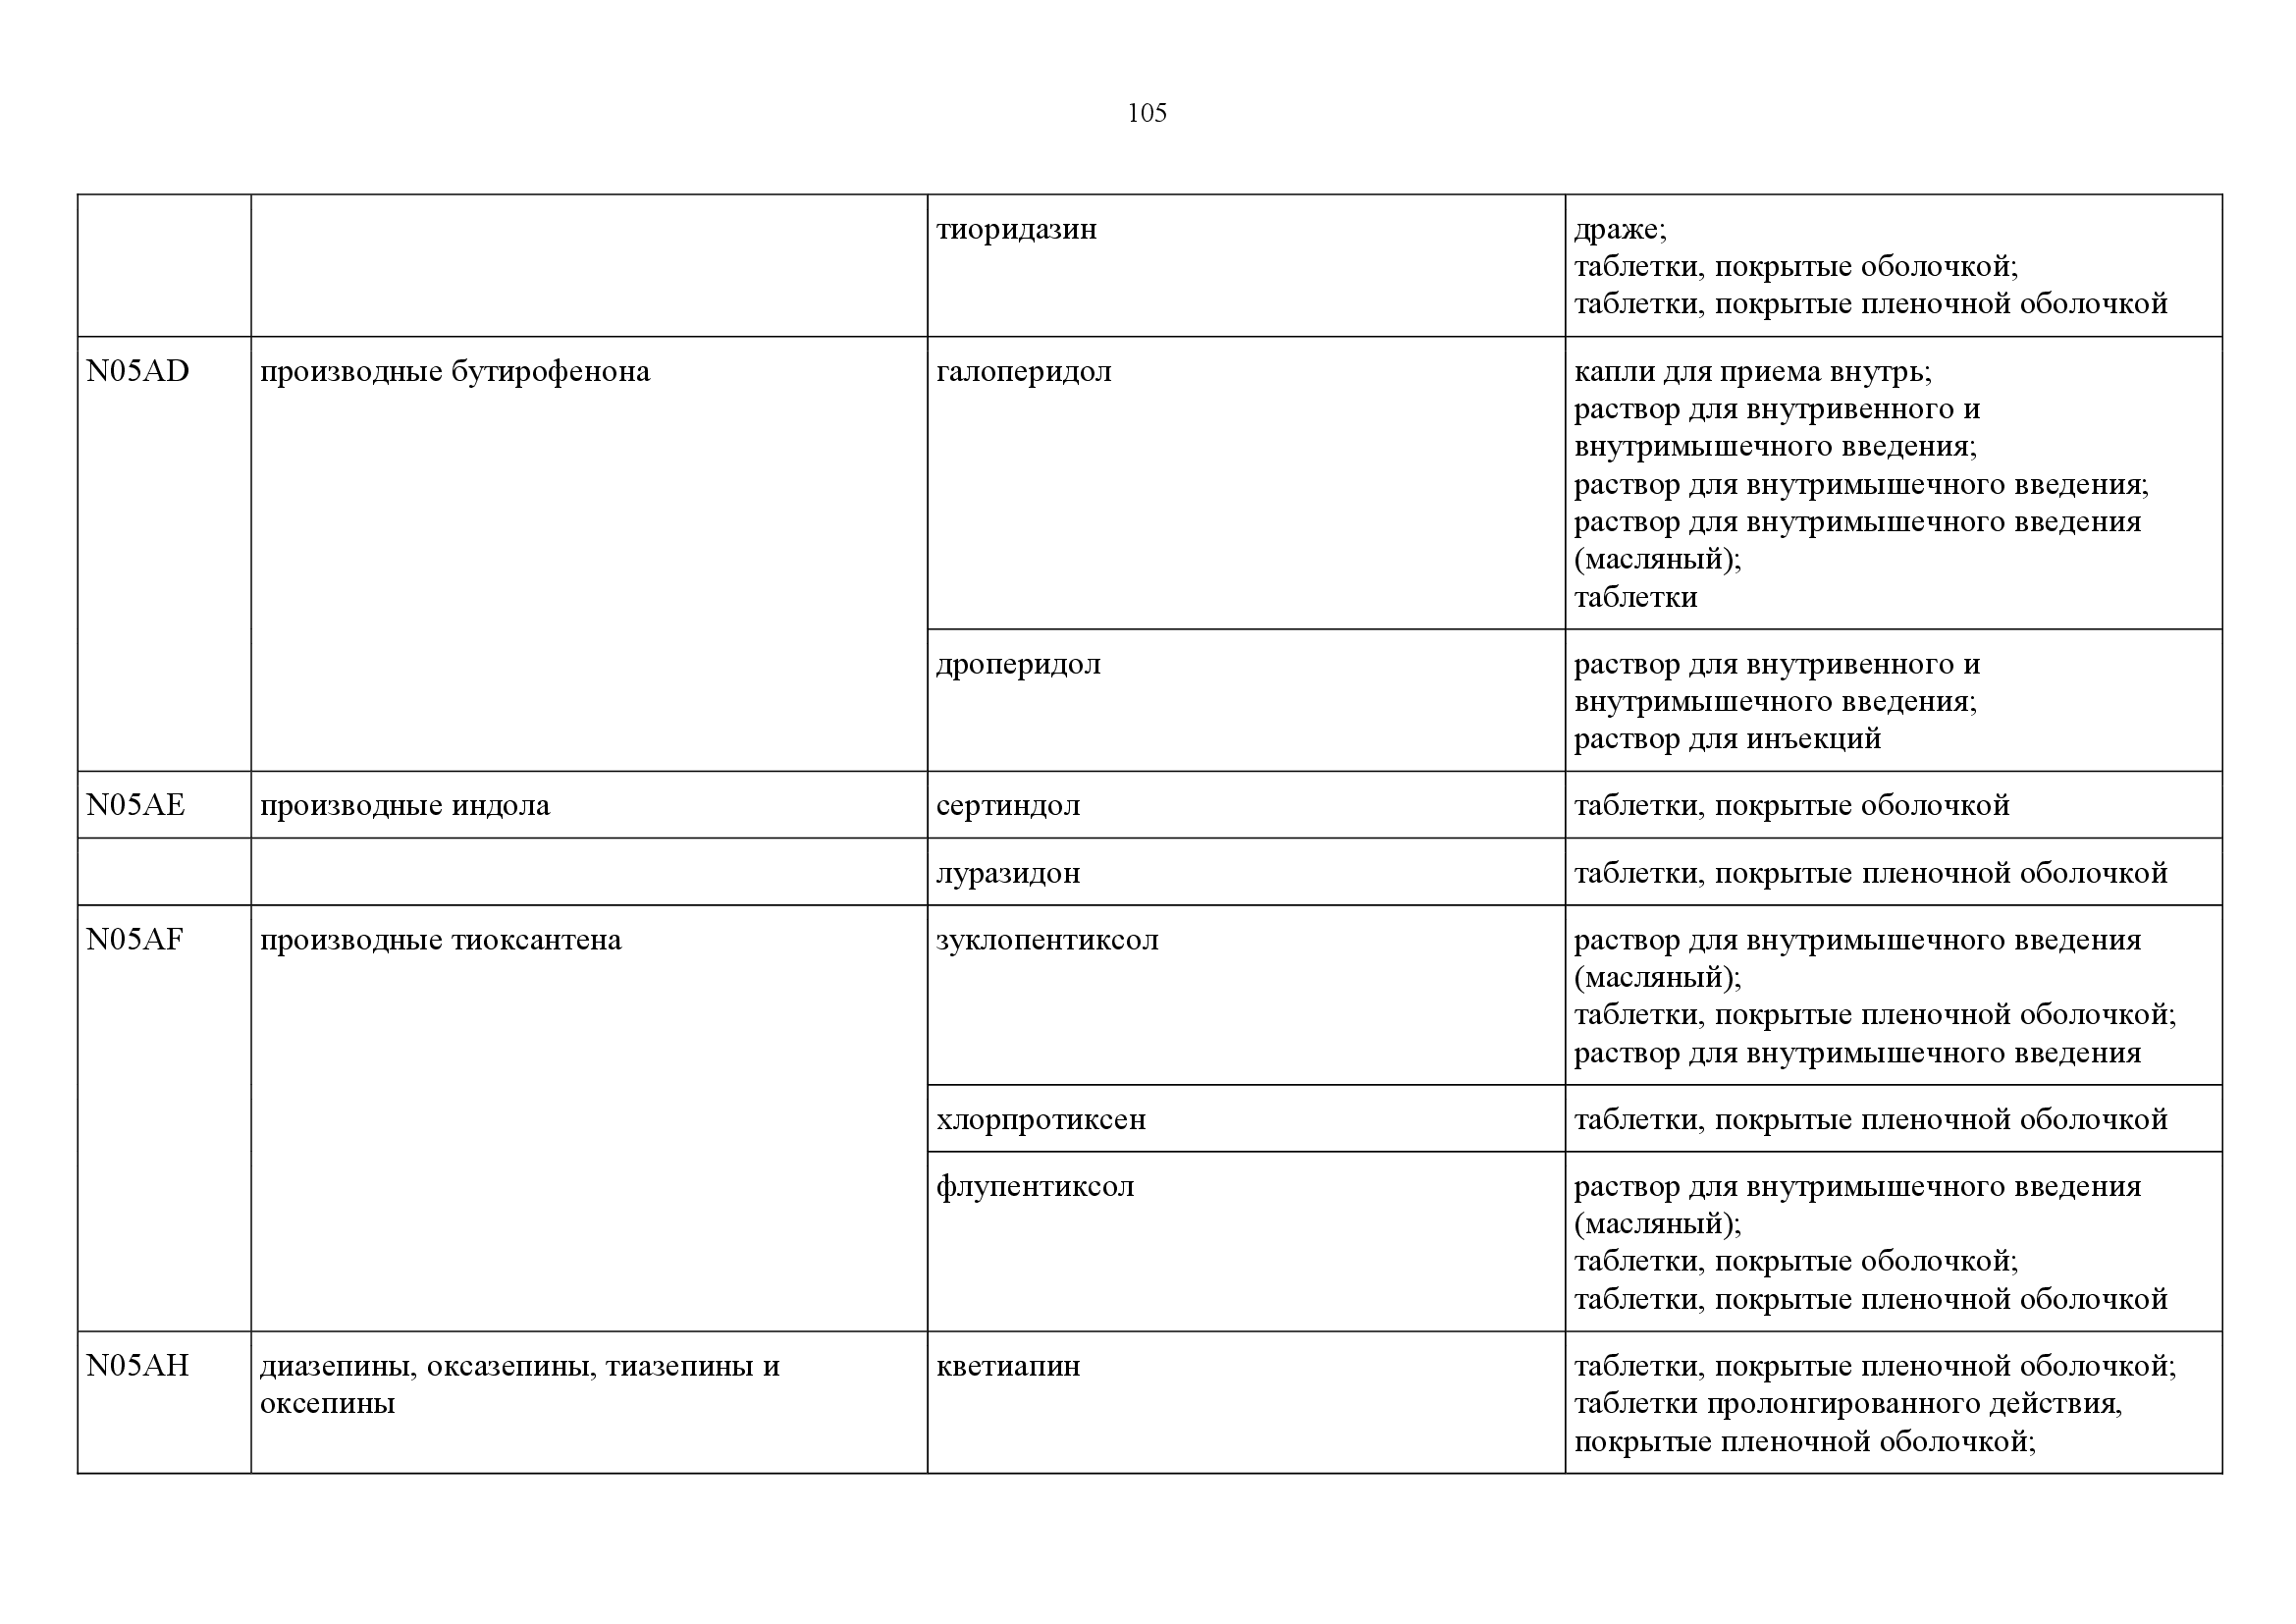 105
тиоридазин
драже;
таблетки, покрытые оболочкой;
таблетки, покрытые пленочной оболочкой
N05AD
производные бутирофенона
галоперидол
капли для приема внутрь;
раствор для внутривенного и
внутримышечного введения;
раствор для внутримышечного введения;
раствор для внутримышечного введения
(масляный);
таблетки
дроперидол
раствор для внутривенного и
внутримышечного введения;
раствор для инъекций
N05AE
производные индола
сертиндол
таблетки, покрытые оболочкой
луразидон
таблетки, покрытые пленочной оболочкой
N05AF
производные тиоксантена
зуклопентиксол
раствор для внутримышечного введения
(масляный);
таблетки, покрытые пленочной оболочкой;
раствор для внутримышечного введения
хлорпротиксен
таблетки, покрытые пленочной оболочкой
флупентиксол
раствор для внутримышечного введения
(масляный);
таблетки, покрытые оболочкой;
таблетки, покрытые пленочной оболочкой
N05AH
диазепины, оксазепины, тиазепины и
оксепины
кветиапин
таблетки, покрытые пленочной оболочкой;
таблетки пролонгированного действия,
покрытые пленочной оболочкой;